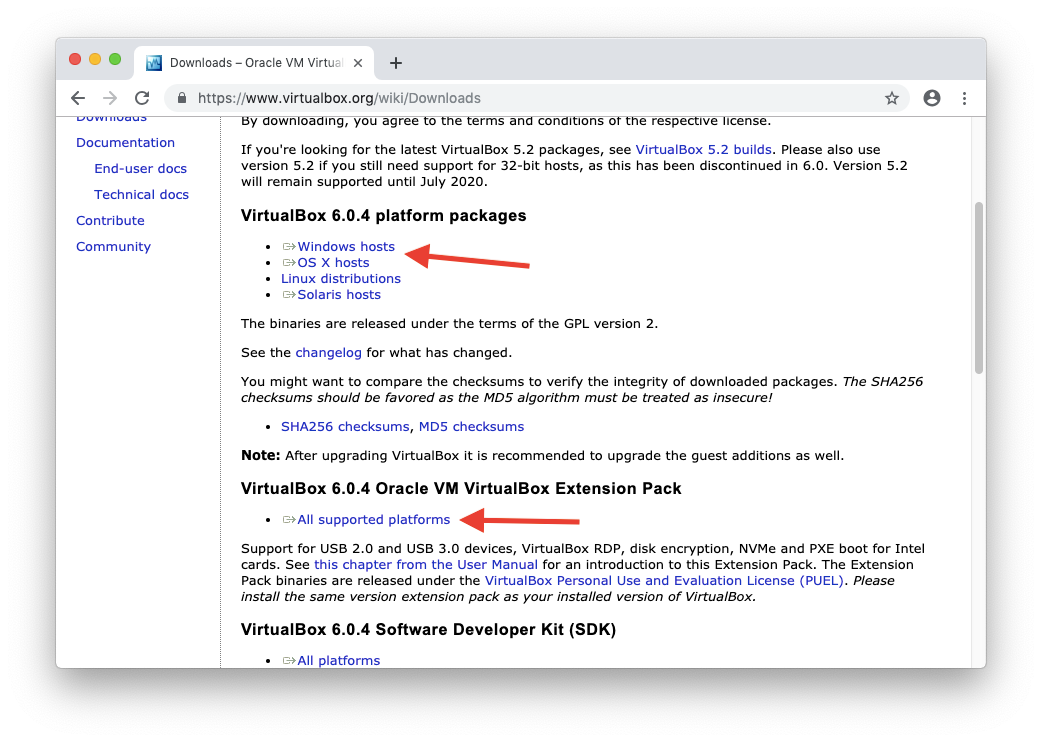 Downloads – Oracle VM Virtual
https://www.virtualbox.org/wiki/Downloads
Downloads
Documentation
End-user docs
Technical docs
Contribute
Community
By downloading, you agree to the terms and conditions of the respective license.
If you're looking for the latest VirtualBox 5.2 packages, see VirtualBox 5.2 builds. Please also use
version 5.2 if you still need support for 32-bit hosts, as this has been discontinued in 6.0. Version 5.2
will remain supported until July 2020.
VirtualBox 6.0.4 platform packages
Windows hosts
OS X hosts
Linux distributions
Solaris hosts
The binaries are released under the terms of the GPL version 2.
See the changelog for what has changed.
You might want to compare the checksums to verify the integrity of downloaded packages. The SHA256
checksums should be favored as the MD5 algorithm must be treated as insecure!
SHA256 checksums, MD5 checksums
Note: After upgrading VirtualBox it is recommended to upgrade the guest additions as well.
VirtualBox 6.0.4 Oracle VM VirtualBox Extension Pack
All supported platforms
Support for USB 2.0 and USB 3.0 devices, VirtualBox RDP, disk encryption, NVMe and PXE boot for Intel
cards. See this chapter from the User Manual for an introduction to this Extension Pack. The Extension
Pack binaries are released under the VirtualBox Personal Use and Evaluation License (PUEL). Please
install the same version extension pack as your installed version of VirtualBox.
VirtualBox 6.0.4 Software Developer Kit (SDK)
All platforms